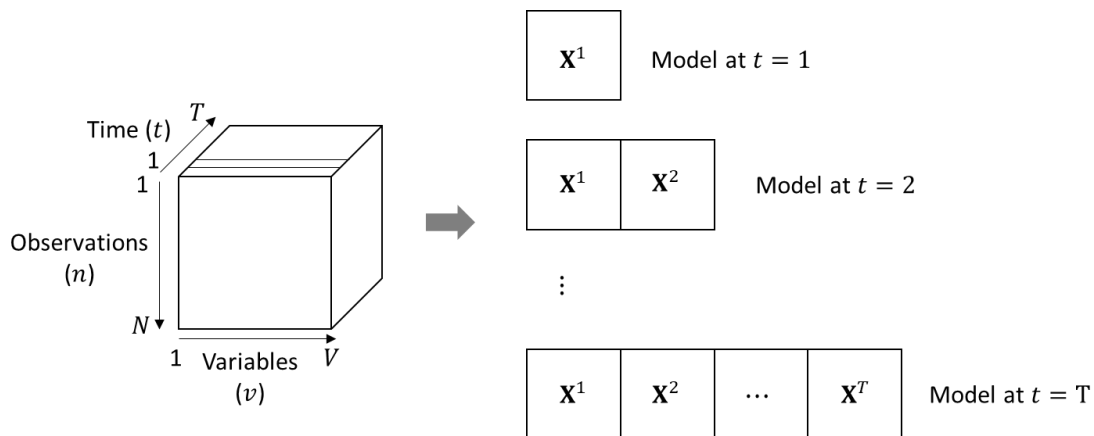 T
Time (t)
1
1
Observations
(n)
N
1 Variables V
(v)
X¹ Model at t = 1
X¹ X² Model at t = 2
⋮
X¹ X² ⋯ Xᵀ Model at t = T